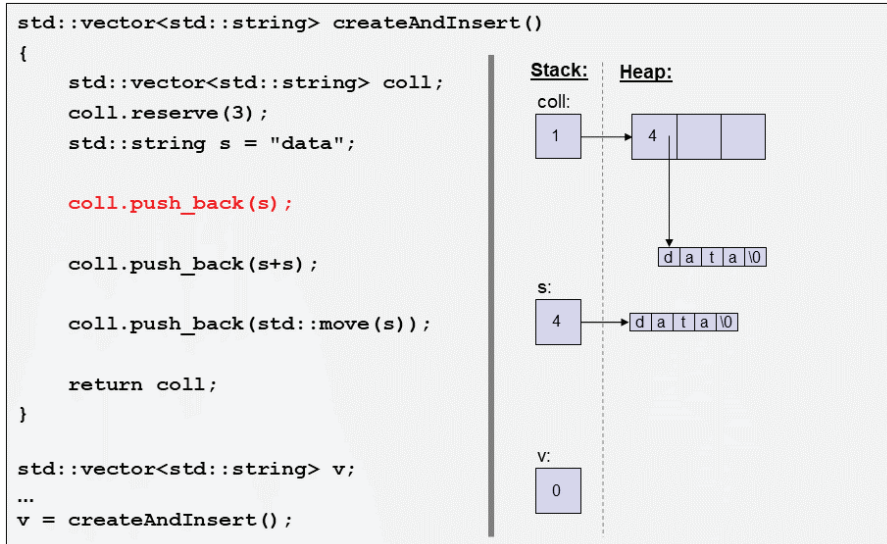 std::vector<std::string> createAndInsert()
{
std::vector<std::string> coll;
coll.reserve(3);
std::string s = "data";
coll.push_back(s);
coll.push_back(s+s);
coll.push_back(std::move(s));
return coll;
}
std::vector<std::string> v;
...
v = createAndInsert();
Stack: Heap:
coll:
1 4
d a t a \0
s:
4 d a t a \0
v:
0